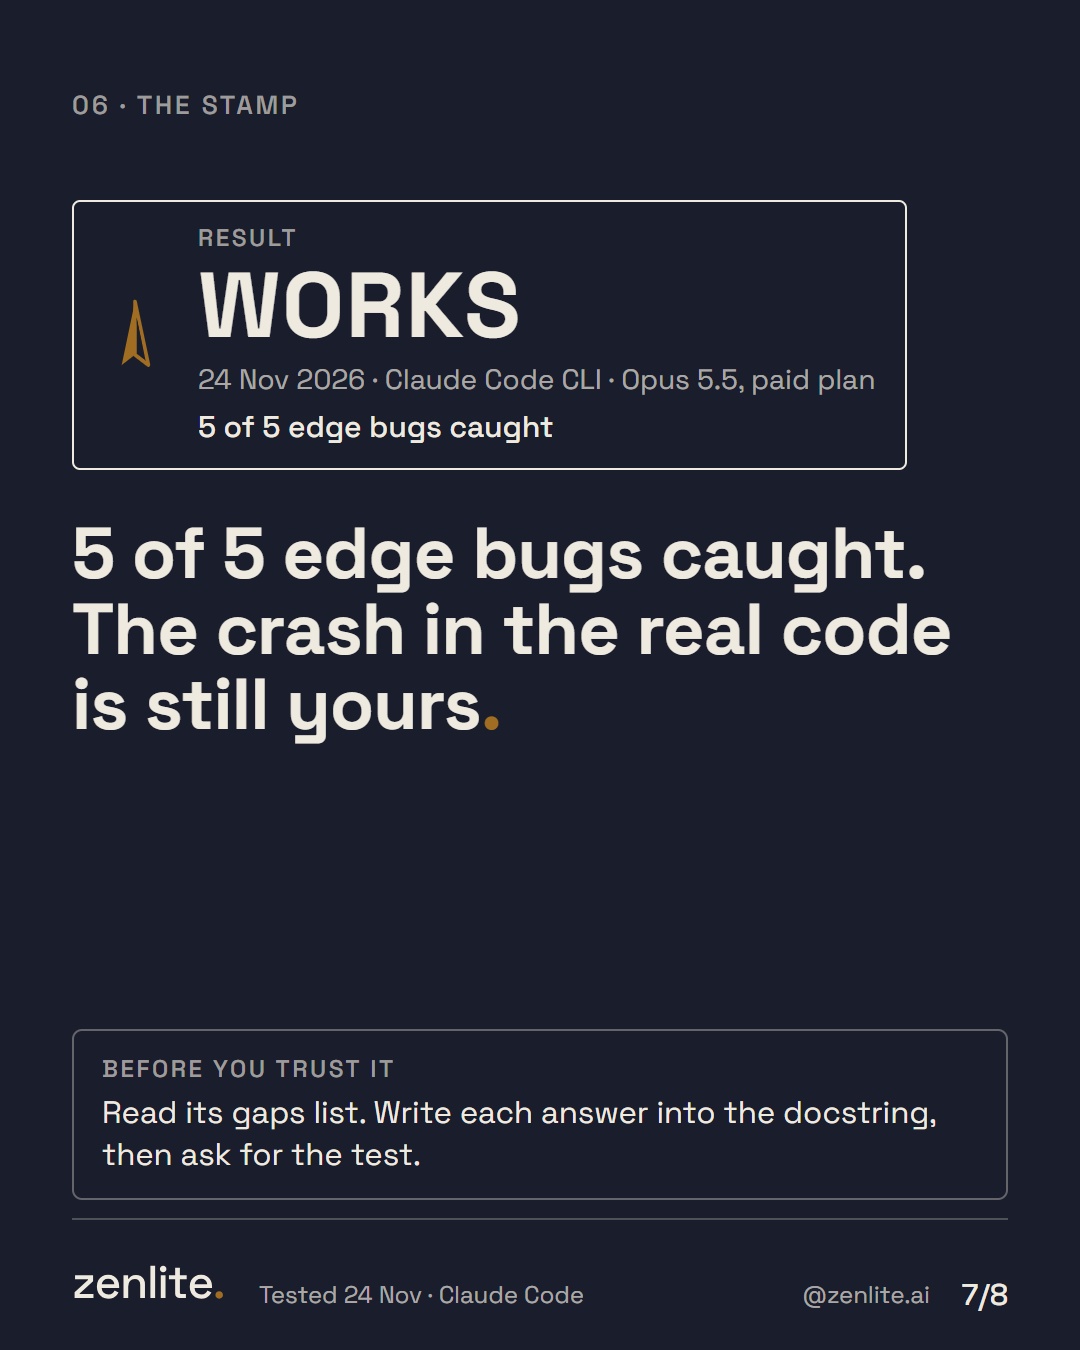 06 · THE STAMP
RESULT
WORKS
24 Nov 2026 · Claude Code CLI · Opus 5.5, paid plan
5 of 5 edge bugs caught
5 of 5 edge bugs caught.
The crash in the real code
is still yours.
BEFORE YOU TRUST IT
Read its gaps list. Write each answer into the docstring,
then ask for the test.
zenlite. Tested 24 Nov · Claude Code @zenlite.ai 7/8